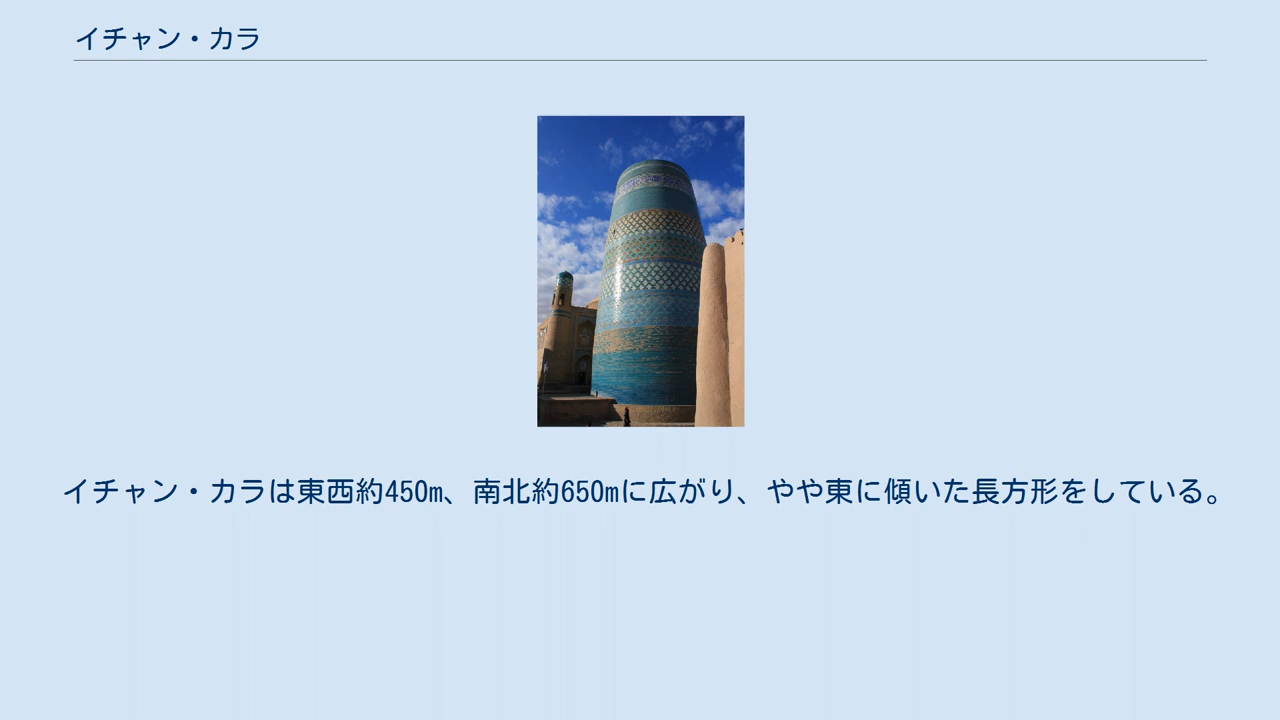 イチャン・カラ
イチャン・カラは東西約450m、南北約650mに広がり、やや東に傾いた長方形をしている。